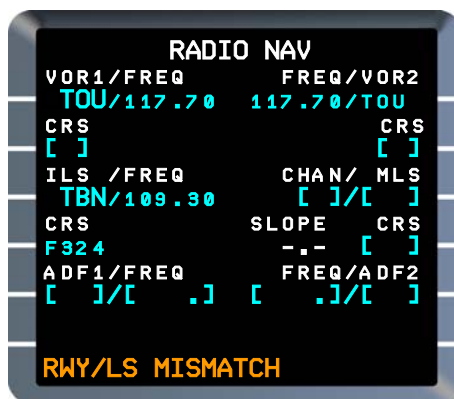 RADIO NAV
VOR1/FREQ FREQ/VOR2
TOU/117.70 117.70/TOU
CRS CRS
[ ] [ ]
ILS /FREQ CHAN/ MLS
TBN/109.30 [ ]/[ ]
CRS SLOPE CRS
F324 -.- [ ]
ADF1/FREQ FREQ/ADF2
[ ]/[ .] [ .]/[ ]
RWY/LS MISMATCH